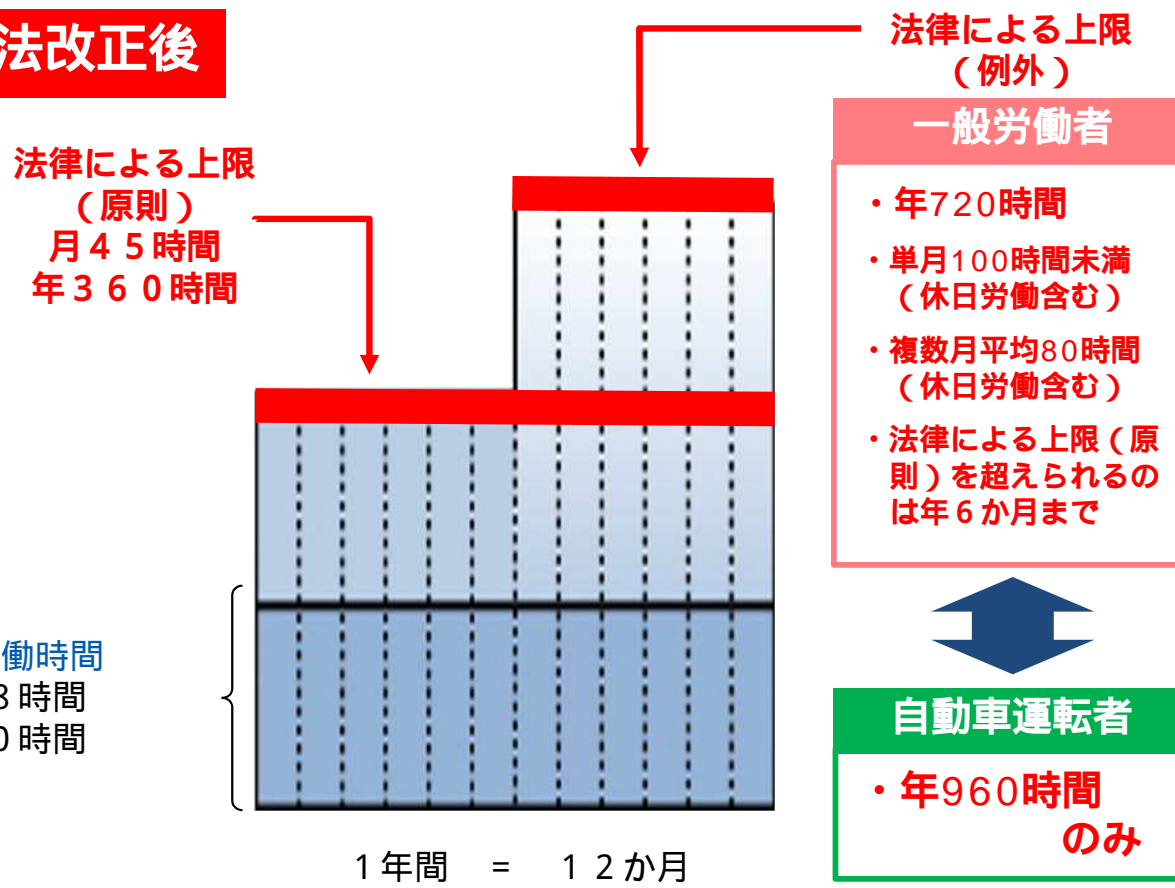 法改正後
法律による上限
（例外）
法律による上限
（原則）
月４５時間
年３６０時間
一般労働者
・年720時間
・単月100時間未満
（休日労働含む）
・複数月平均80時間
（休日労働含む）
・法律による上限（原
則）を超えられるの
は年６か月まで
働時間
８時間
０時間
自動車運転者
・年960時間
のみ
１年間　=　１２か月